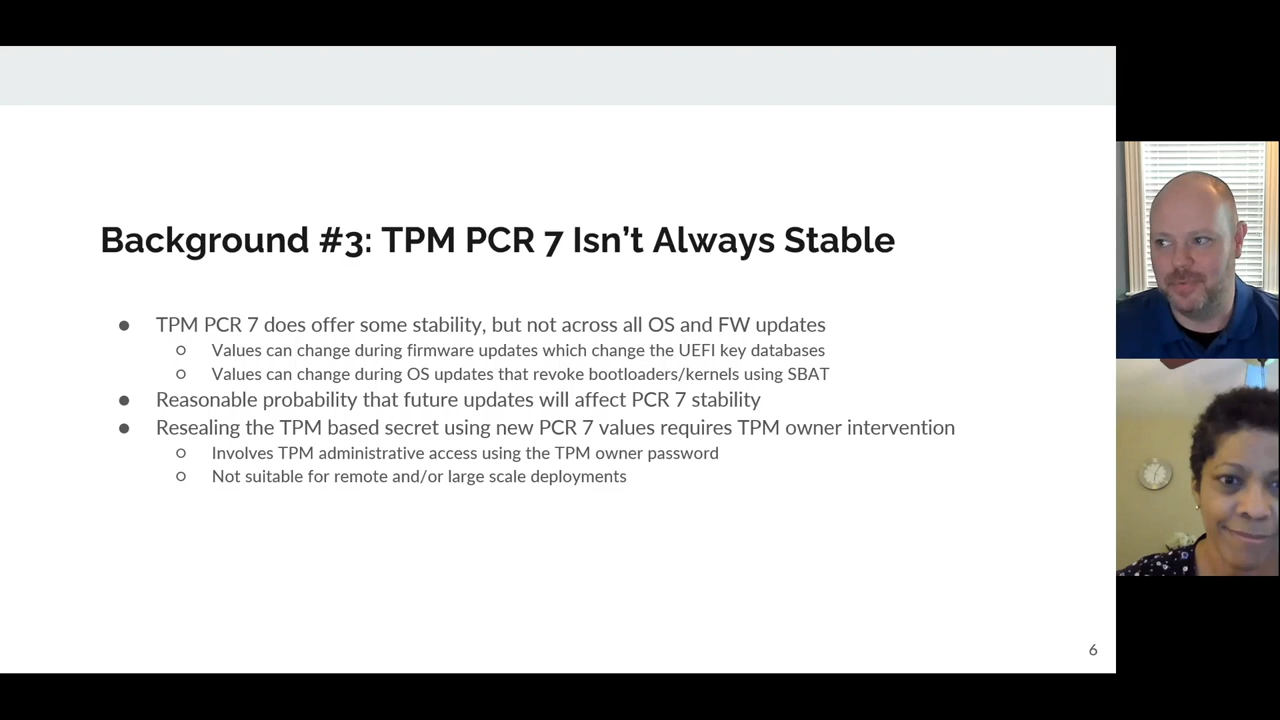 Background #3: TPM PCR 7 Isn’t Always Stable
● TPM PCR 7 does offer some stability, but not across all OS and FW updates
○ Values can change during firmware updates which change the UEFI key databases
○ Values can change during OS updates that revoke bootloaders/kernels using SBAT
● Reasonable probability that future updates will affect PCR 7 stability
● Resealing the TPM based secret using new PCR 7 values requires TPM owner intervention
○ Involves TPM administrative access using the TPM owner password
○ Not suitable for remote and/or large scale deployments
6